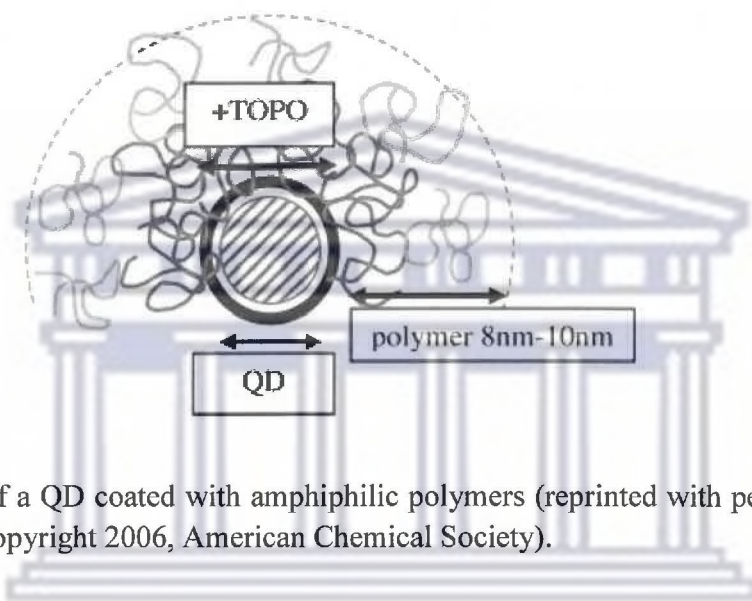 +TOPO
polymer 8nm-10nm
QD
f a QD coated with amphiphilic polymers (reprinted with pe
opyright 2006, American Chemical Society).